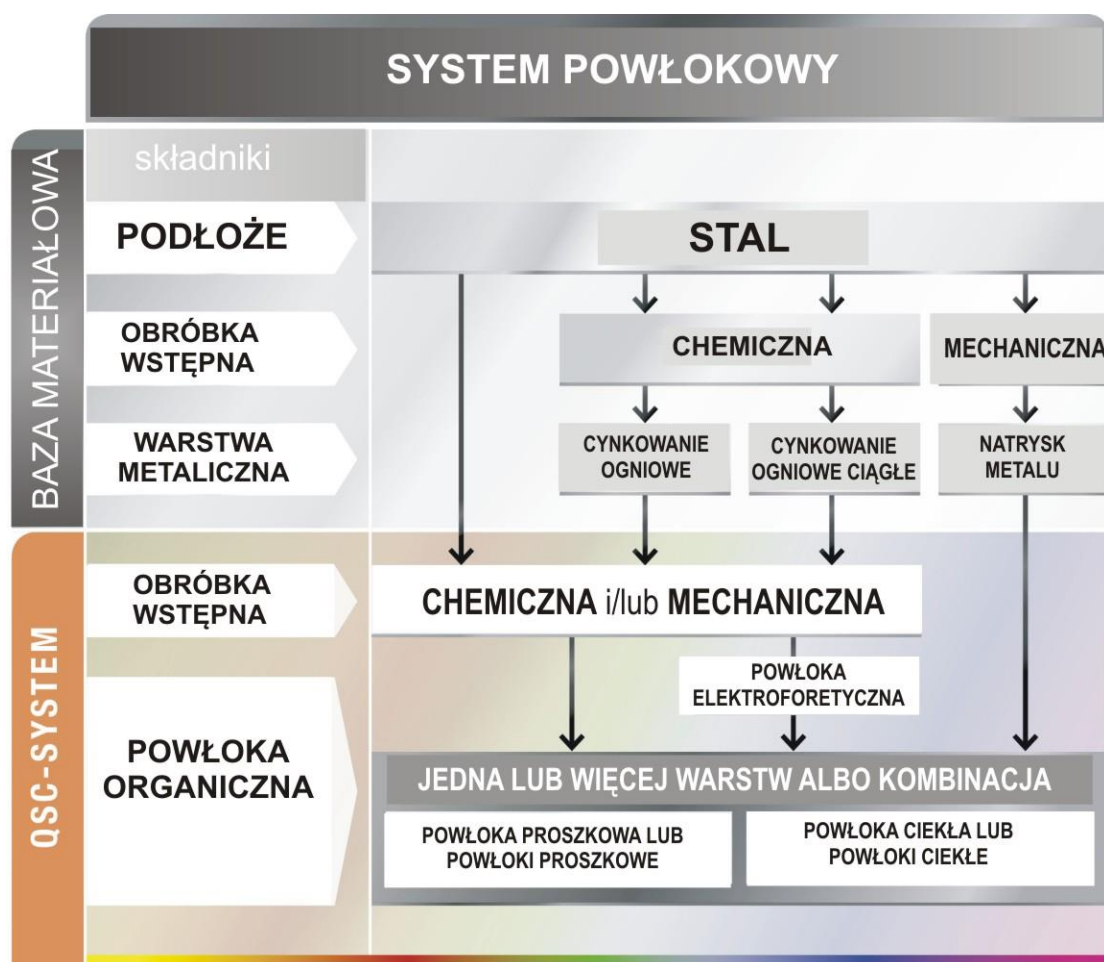 SYSTEM POWŁOKOWY
BAZA MATERIAŁOWA
składniki
PODŁOŻE
STAL
OBRÓBKA
WSTĘPNA
CHEMICZNA
MECHANICZNA
WARSTWA
METALICZNA
CYNKOWANIE
OGNIOWE
CYNKOWANIE
OGNIOWE CIĄGŁE
NATRYSK
METALU
QSC-SYSTEM
OBRÓBKA
WSTĘPNA
CHEMICZNA i/lub MECHANICZNA
POWŁOKA
ELEKTROFORETYCZNA
POWŁOKA
ORGANICZNA
JEDNA LUB WIĘCEJ WARSTW ALBO KOMBINACJA
POWŁOKA PROSZKOWA LUB
POWŁOKI PROSZKOWE
POWŁOKA CIEKŁA LUB
POWŁOKI CIEKŁE